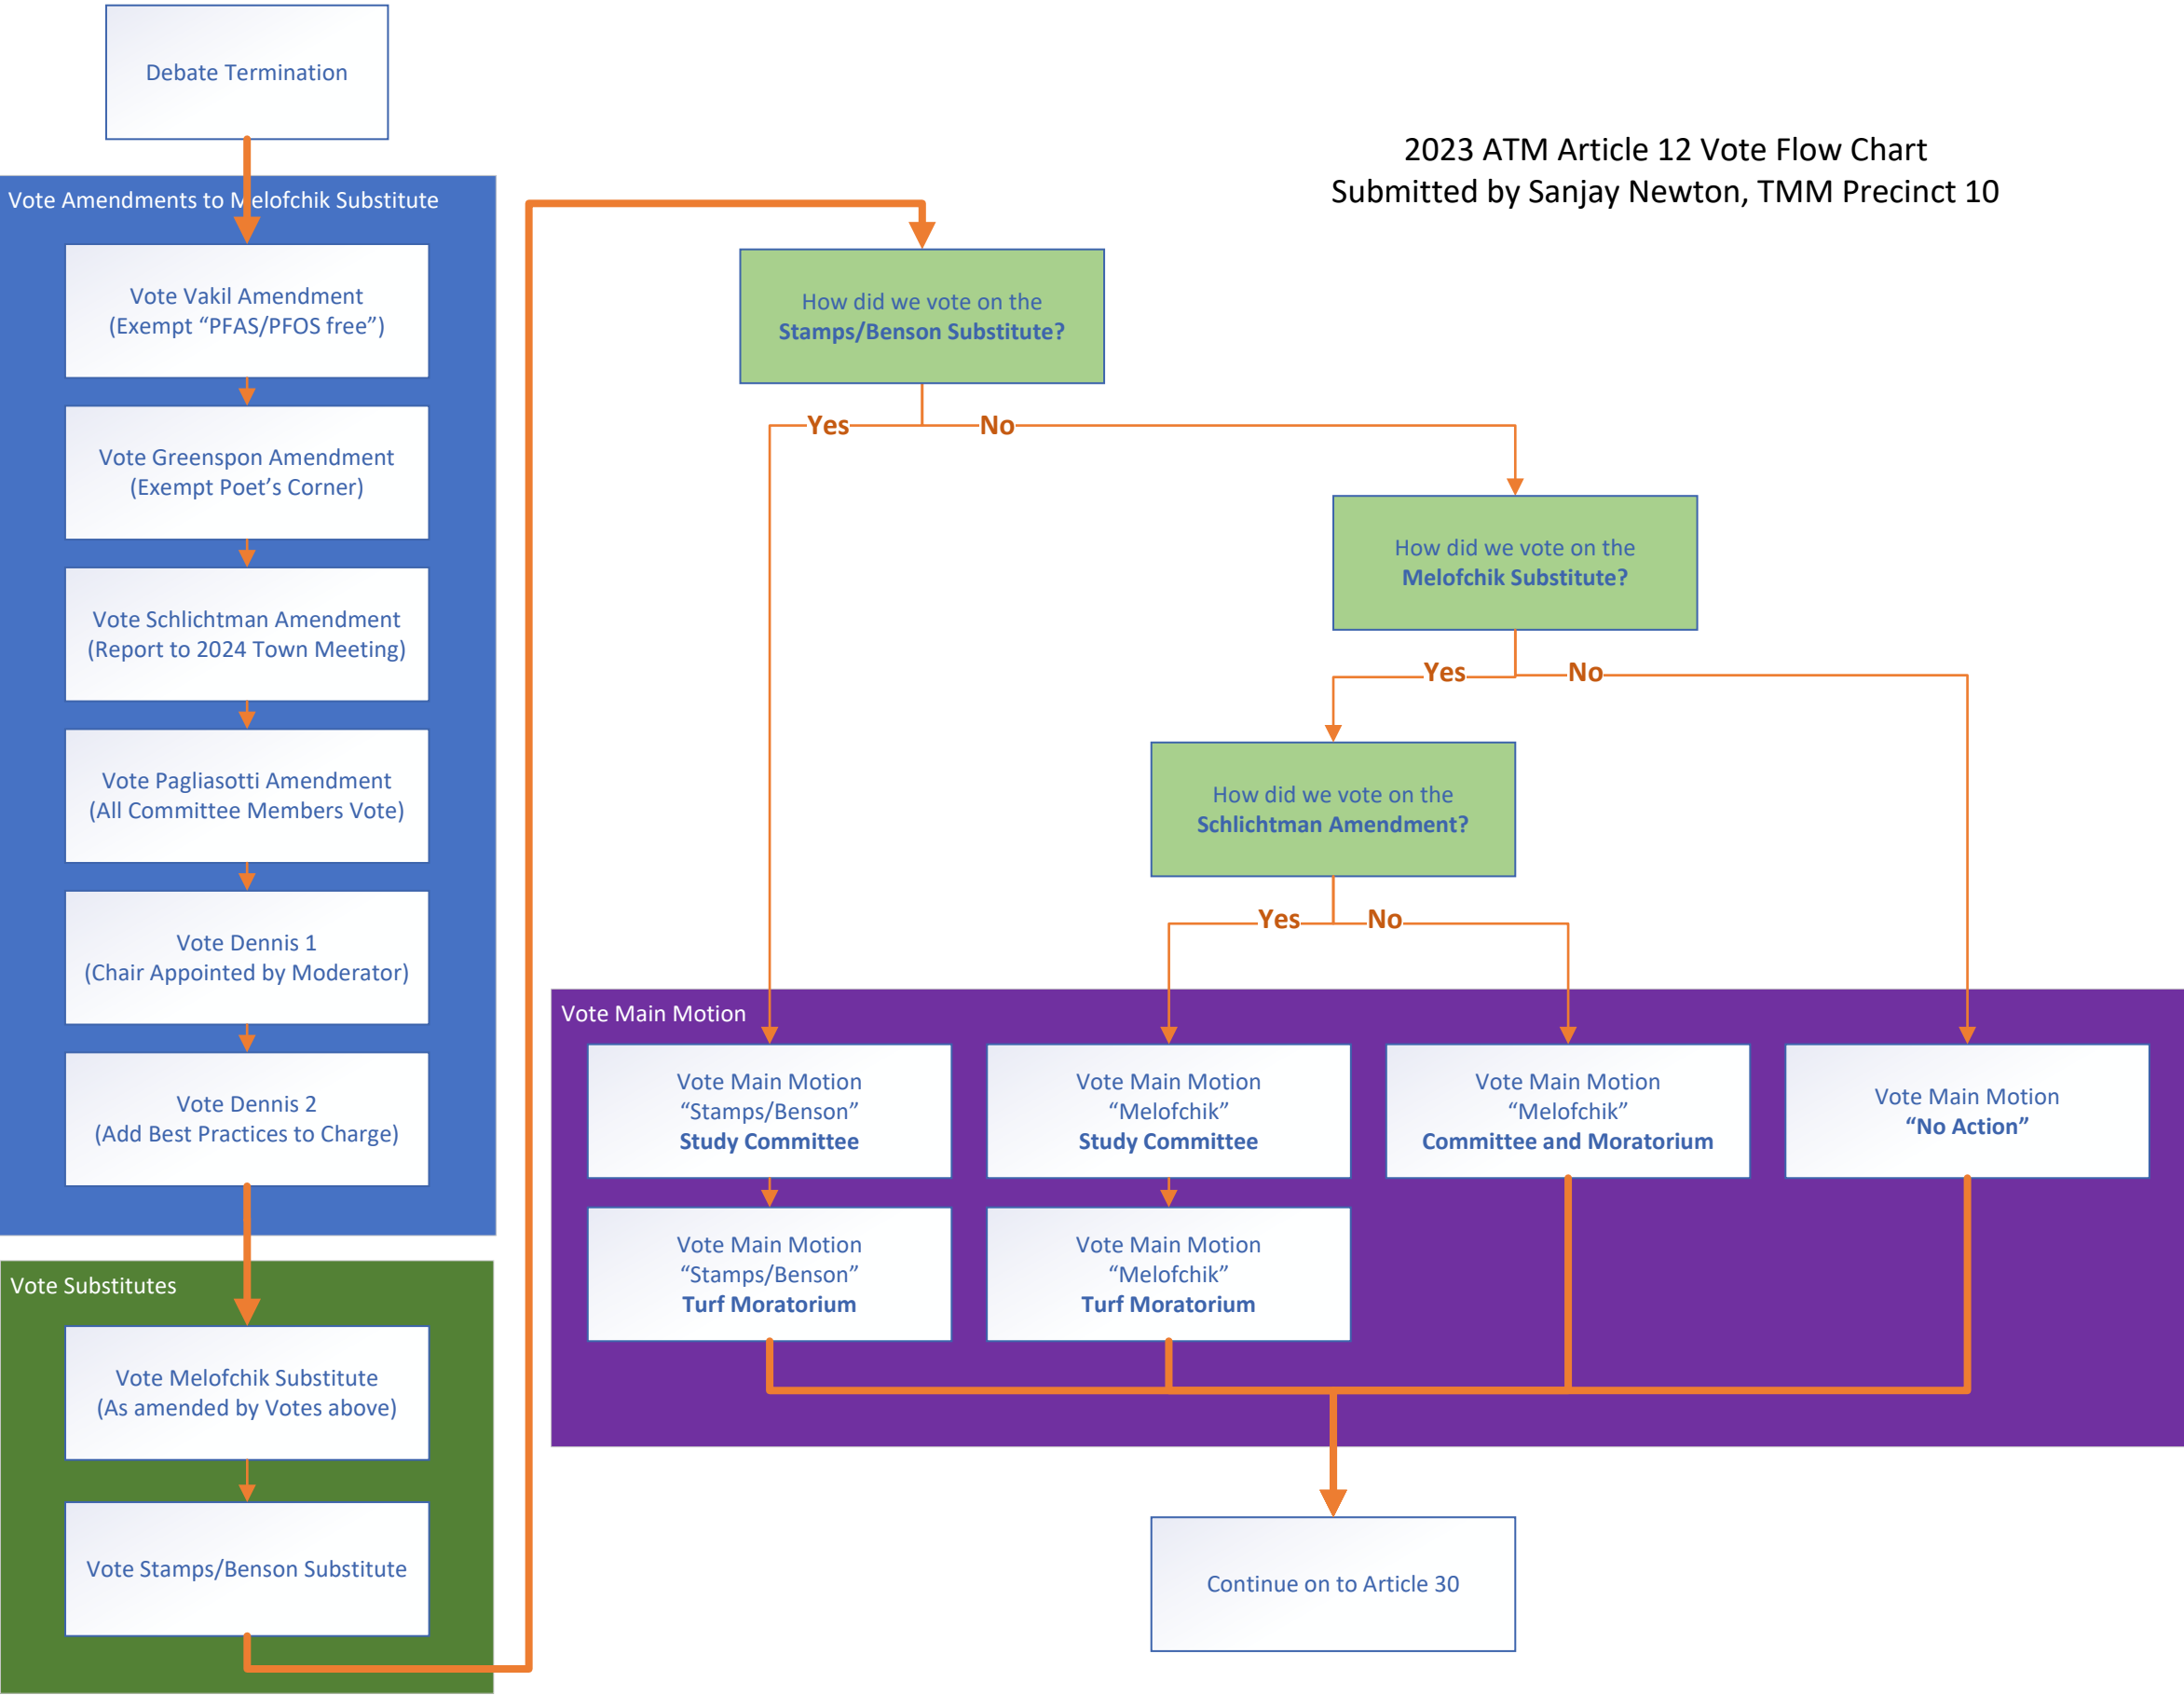 Debate Termination
2023 ATM Article 12 Vote Flow Chart
Submitted by Sanjay Newton, TMM Precinct 10
Vote Amendments to Melofchik Substitute
Vote Vakil Amendment
(Exempt “PFAS/PFOS free”)
Vote Greenspon Amendment
(Exempt Poet’s Corner)
Vote Schlichtman Amendment
(Report to 2024 Town Meeting)
Vote Pagliasotti Amendment
(All Committee Members Vote)
Vote Dennis 1
(Chair Appointed by Moderator)
Vote Dennis 2
(Add Best Practices to Charge)
Vote Substitutes
Vote Melofchik Substitute
(As amended by Votes above)
Vote Stamps/Benson Substitute
How did we vote on the
Stamps/Benson Substitute?
Yes
No
How did we vote on the
Melofchik Substitute?
Yes
No
How did we vote on the
Schlichtman Amendment?
Yes
No
Vote Main Motion
Vote Main Motion
“Stamps/Benson”
Study Committee
Vote Main Motion
“Melofchik”
Study Committee
Vote Main Motion
“Melofchik”
Committee and Moratorium
Vote Main Motion
“No Action”
Vote Main Motion
“Stamps/Benson”
Turf Moratorium
Vote Main Motion
“Melofchik”
Turf Moratorium
Continue on to Article 30